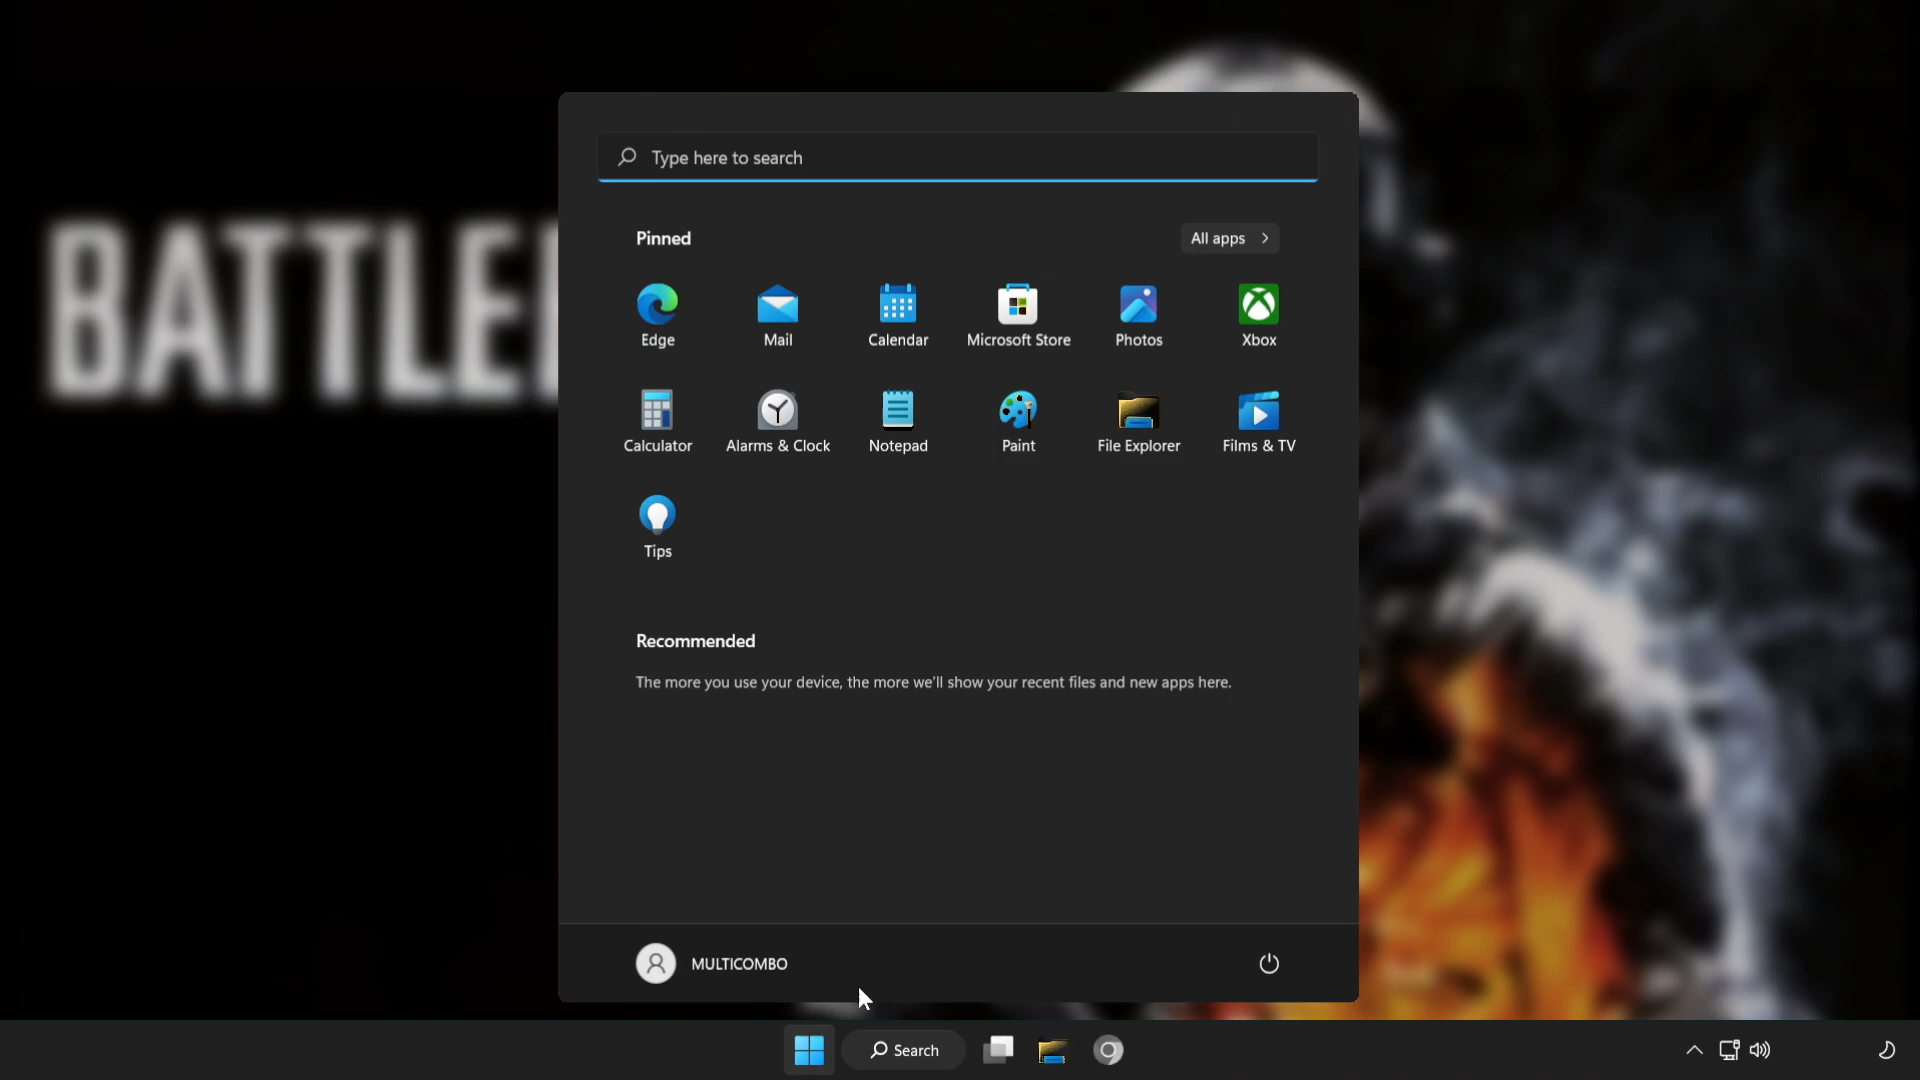 Type here to search
BATTLE
Pinned
All apps
Edge
Mail
Calendar
Microsoft Store
Photos
Xbox
Calculator
Alarms & Clock
Notepad
Paint
File Explorer
Films & TV
Tips
Recommended
The more you use your device, the more we'll show your recent files and new apps here.
MULTICOMBO
Search